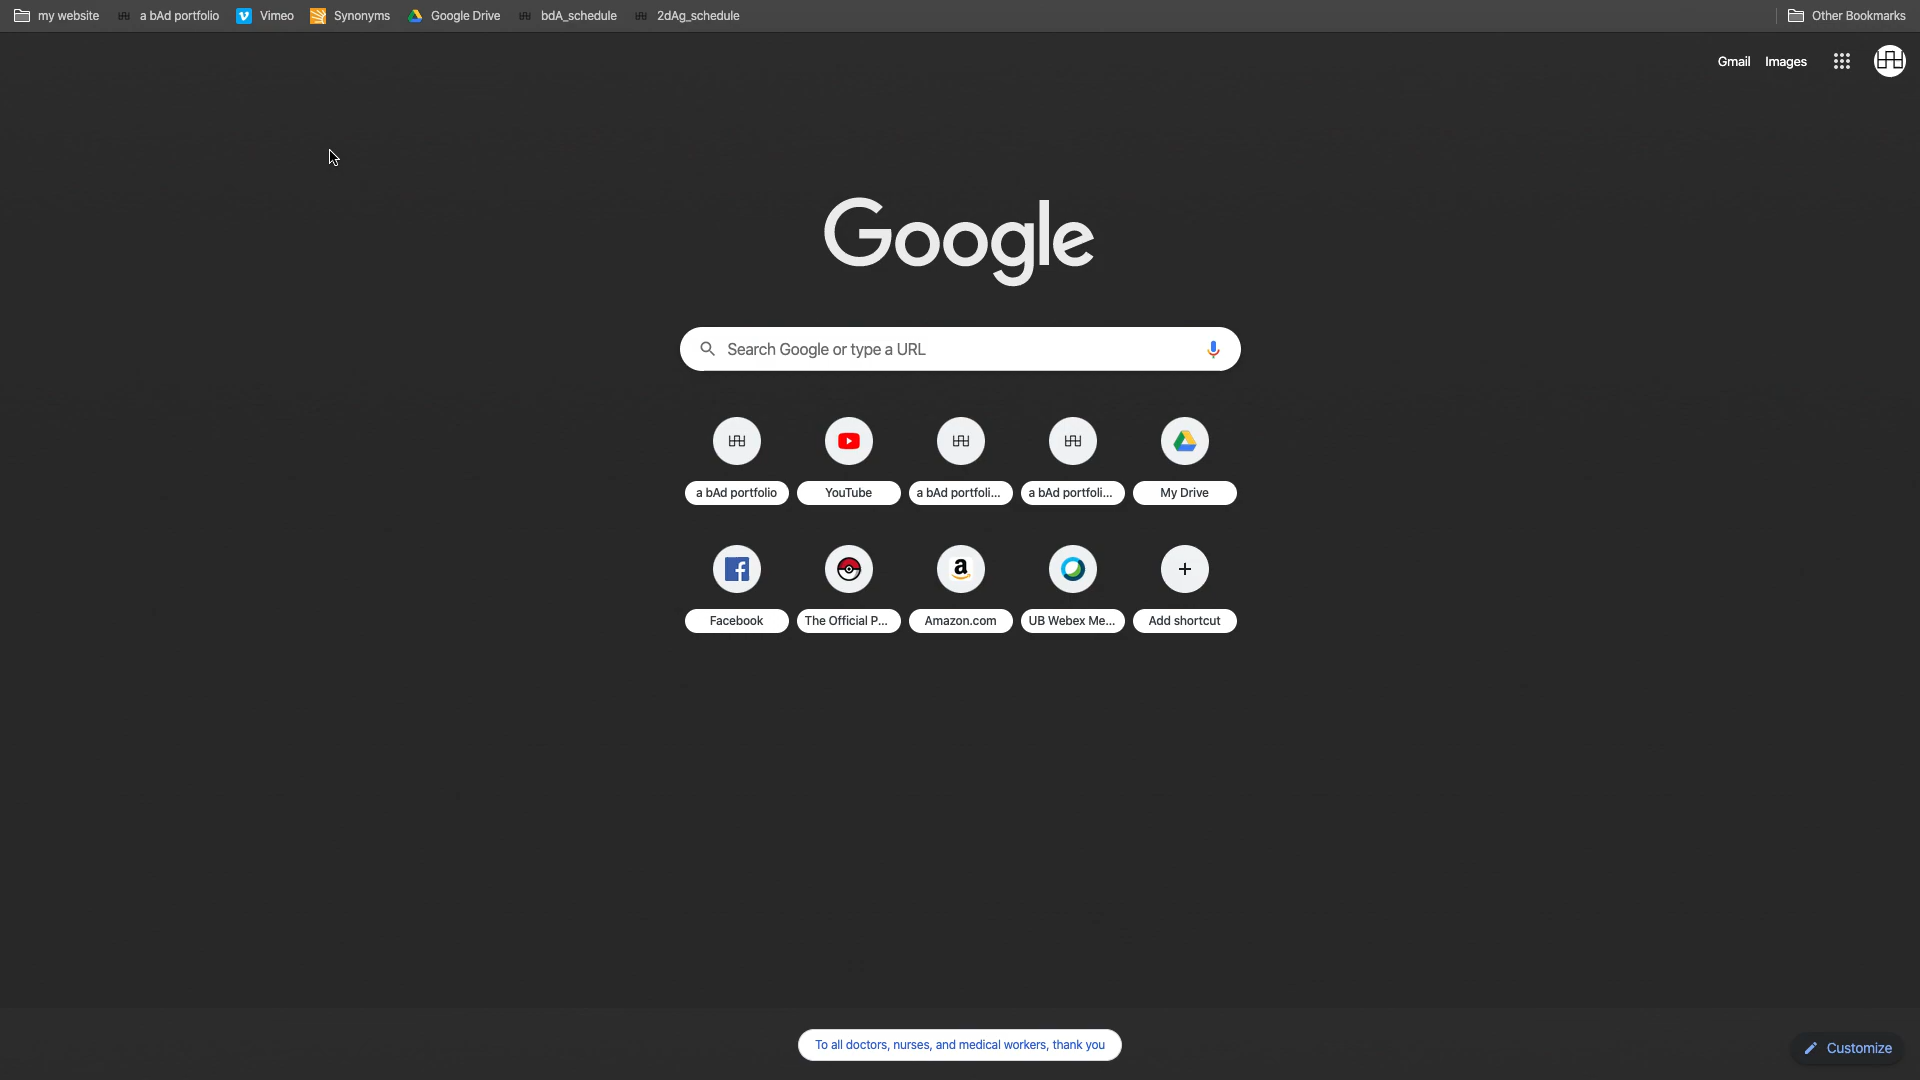 my website a bAd portfolio Vimeo Synonyms Google Drive bdA_schedule 2dAg_schedule Other Bookmarks
Gmail Images
Google
Search Google or type a URL
a bAd portfolio YouTube a bAd portfoli... a bAd portfoli... My Drive
Facebook The Official P... Amazon.com UB Webex Me... Add shortcut
To all doctors, nurses, and medical workers, thank you
Customize